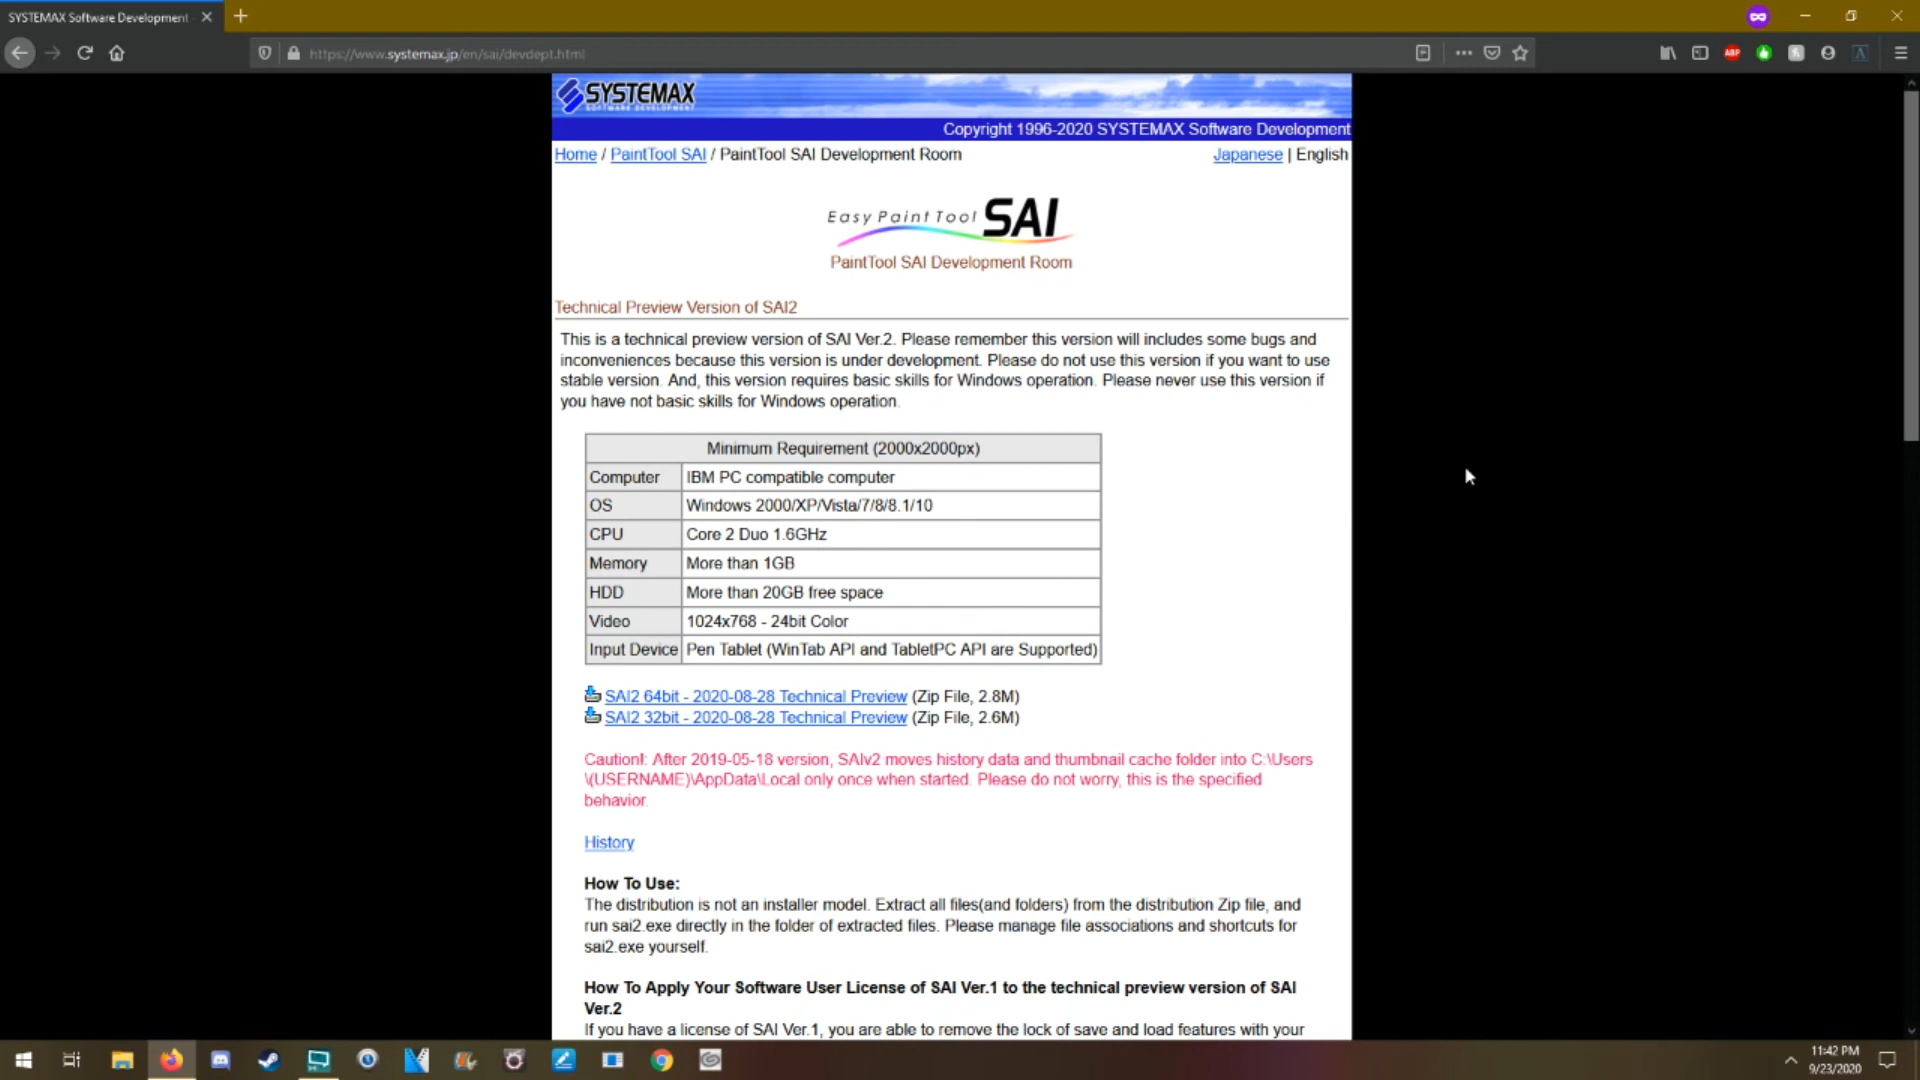 SYSTEMAX Software Development
https://www.systemax.jp/en/sai/devdept.html
ABP
SYSTEMAX
SOFTWARE DEVELOPMENT
Copyright 1996-2020 SYSTEMAX Software Development
Home / PaintTool SAI / PaintTool SAI Development Room
Japanese | English
Easy Paint Tool SAI
PaintTool SAI Development Room
Technical Preview Version of SAI2
This is a technical preview version of SAI Ver.2. Please remember this version will includes some bugs and
inconveniences because this version is under development. Please do not use this version if you want to use
stable version. And, this version requires basic skills for Windows operation. Please never use this version if
you have not basic skills for Windows operation.
Minimum Requirement (2000x2000px)
Computer IBM PC compatible computer
OS Windows 2000/XP/Vista/7/8/8.1/10
CPU Core 2 Duo 1.6GHz
Memory More than 1GB
HDD More than 20GB free space
Video 1024x768 - 24bit Color
Input Device Pen Tablet (WinTab API and TabletPC API are Supported)
SAI2 64bit - 2020-08-28 Technical Preview (Zip File, 2.8M)
SAI2 32bit - 2020-08-28 Technical Preview (Zip File, 2.6M)
Caution!: After 2019-05-18 version, SAIv2 moves history data and thumbnail cache folder into C:\Users
\(USERNAME)\AppData\Local only once when started. Please do not worry, this is the specified
behavior.
History
How To Use:
The distribution is not an installer model. Extract all files(and folders) from the distribution Zip file, and
run sai2.exe directly in the folder of extracted files. Please manage file associations and shortcuts for
sai2.exe yourself.
How To Apply Your Software User License of SAI Ver.1 to the technical preview version of SAI
Ver.2
If you have a license of SAI Ver.1, you are able to remove the lock of save and load features with your
11:42 PM
9/23/2020